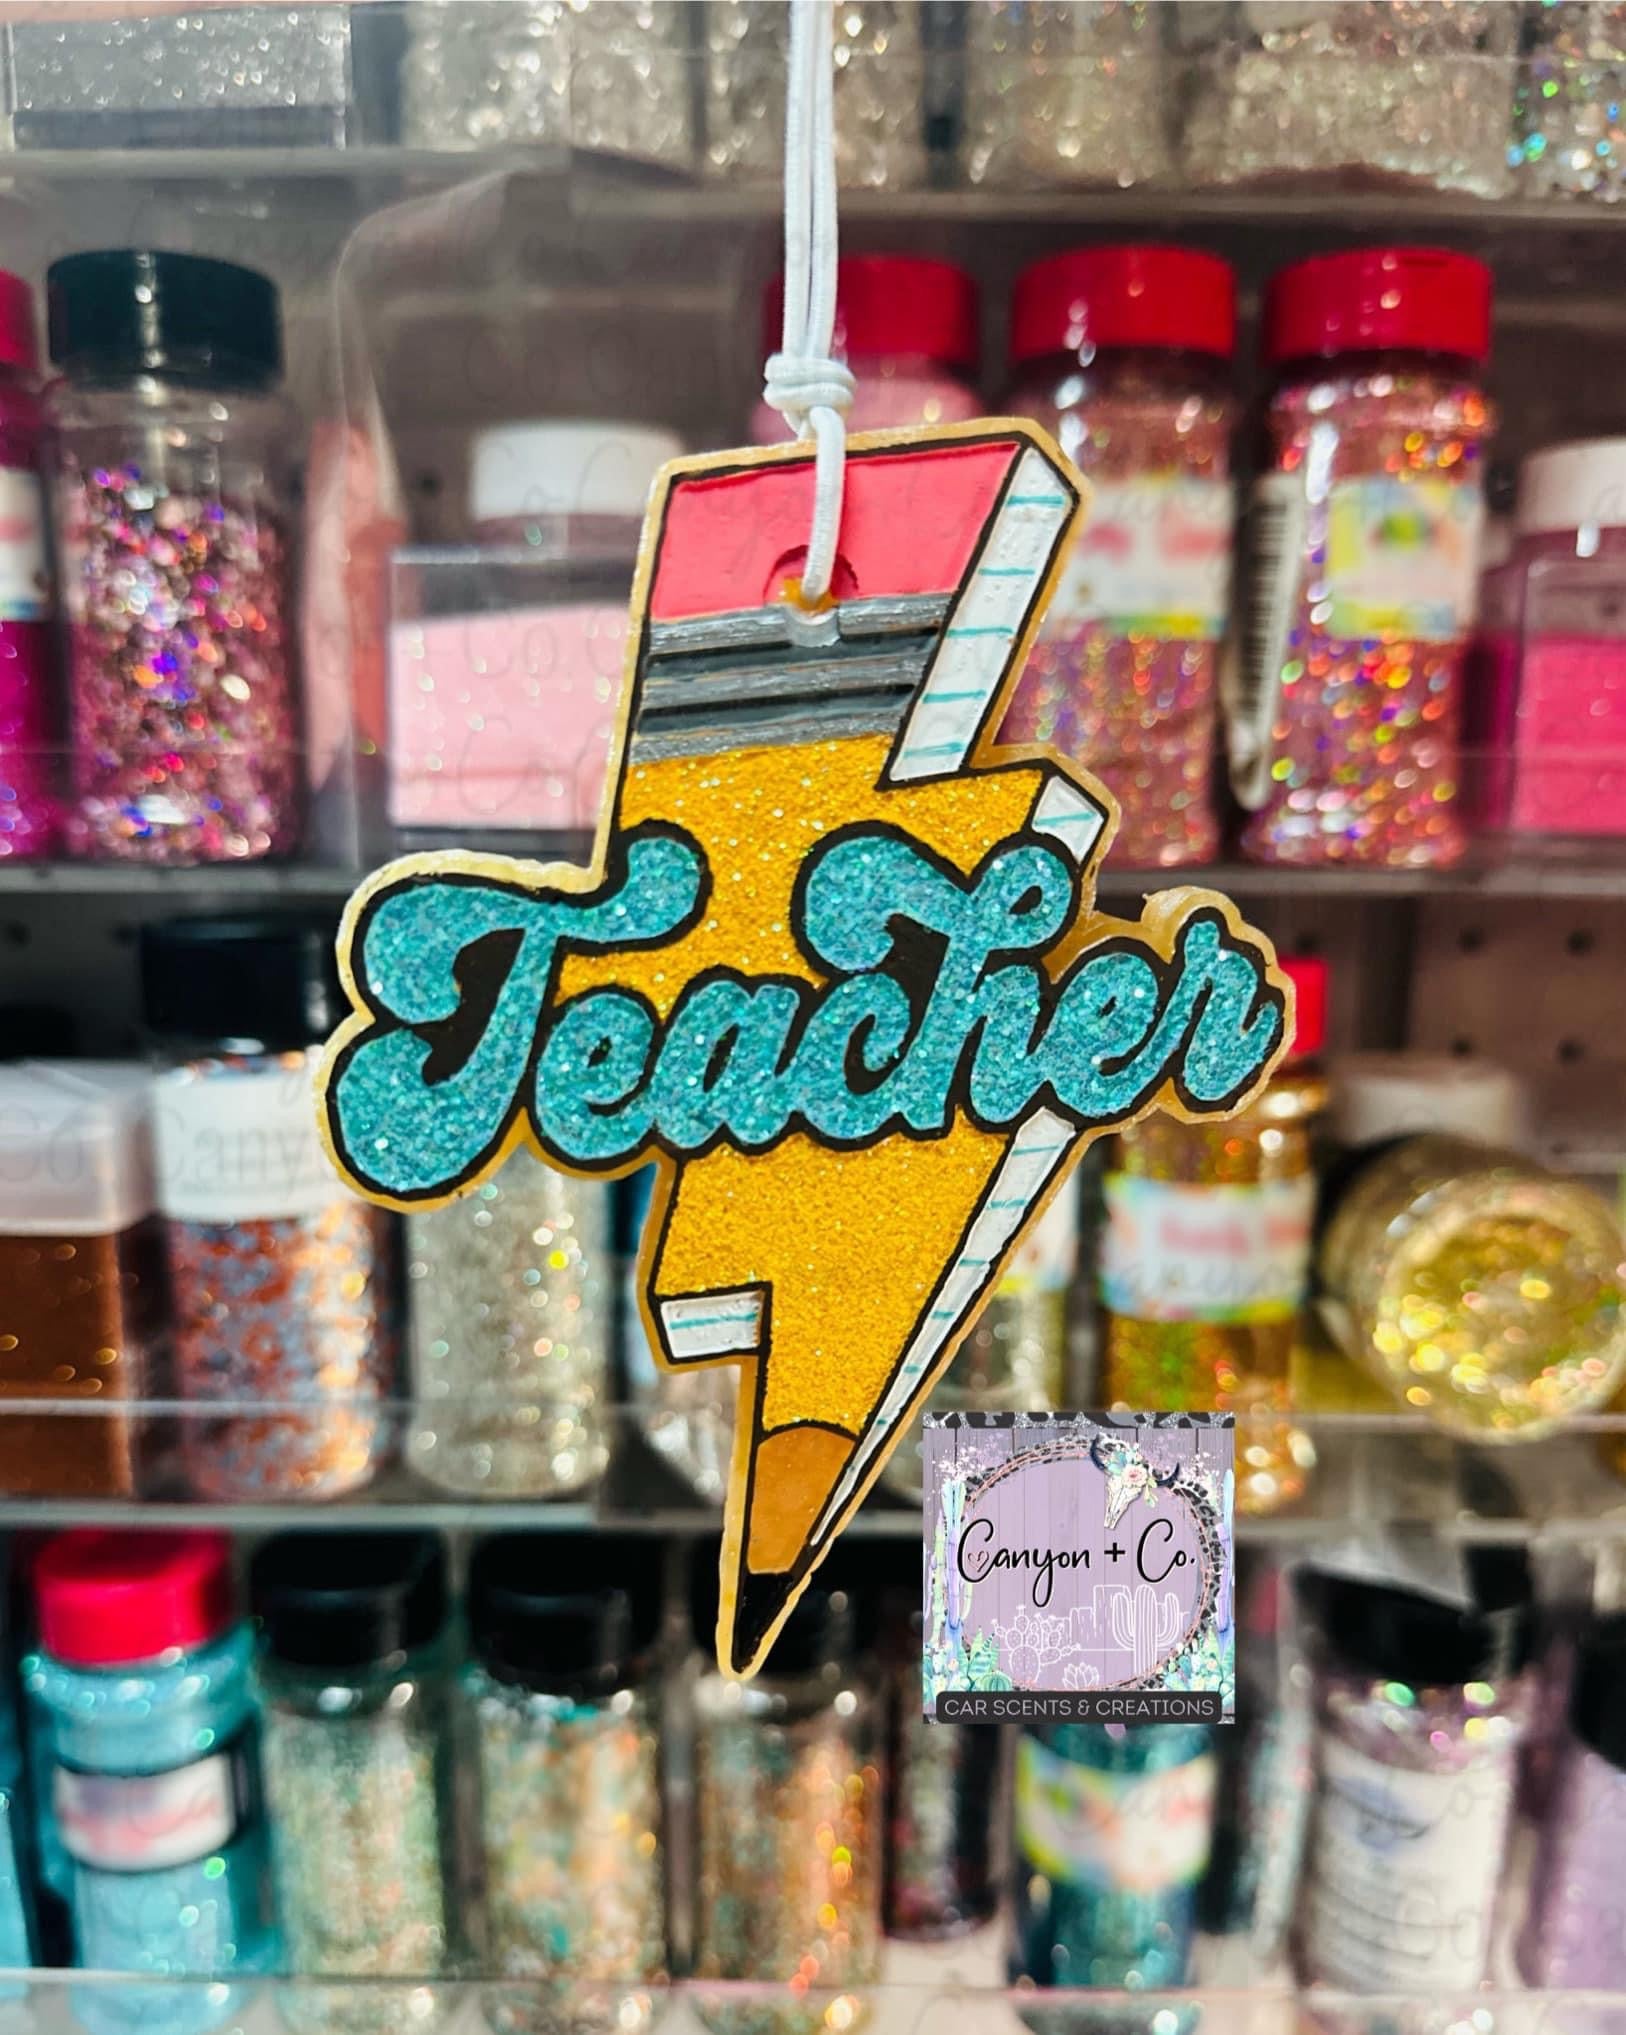 Teacher
Canyon + Co.
CAR SCENTS & CREATIONS